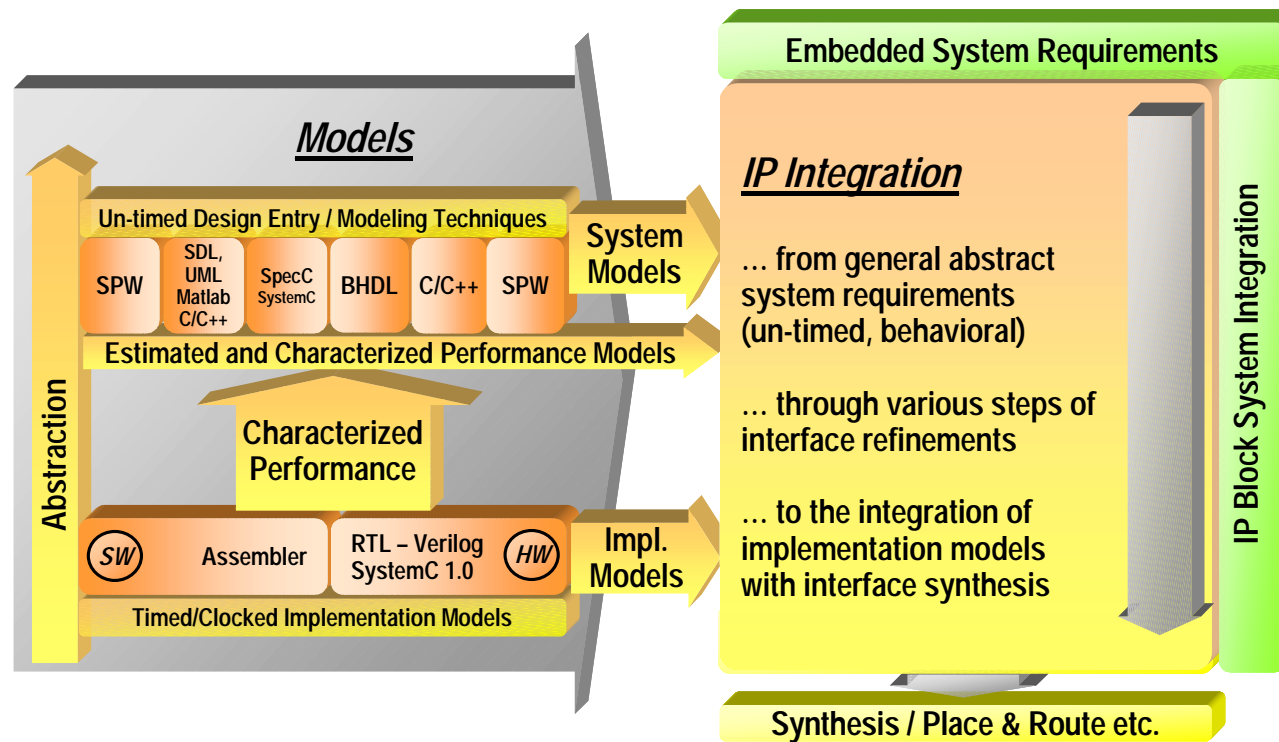 Embedded System Requirements
Models
Abstraction
Un-timed Design Entry / Modeling Techniques
SPW
SDL,
UML
Matlab
C/C++
SpecC
SystemC
BHDL
C/C++
SPW
Estimated and Characterized Performance Models
Characterized
Performance
SW
Assembler
RTL – Verilog
SystemC 1.0
HW
Timed/Clocked Implementation Models
System
Models
Impl.
Models
IP Integration
... from general abstract
system requirements
(un-timed, behavioral)
... through various steps of
interface refinements
... to the integration of
implementation models
with interface synthesis
IP Block System Integration
Synthesis / Place & Route etc.